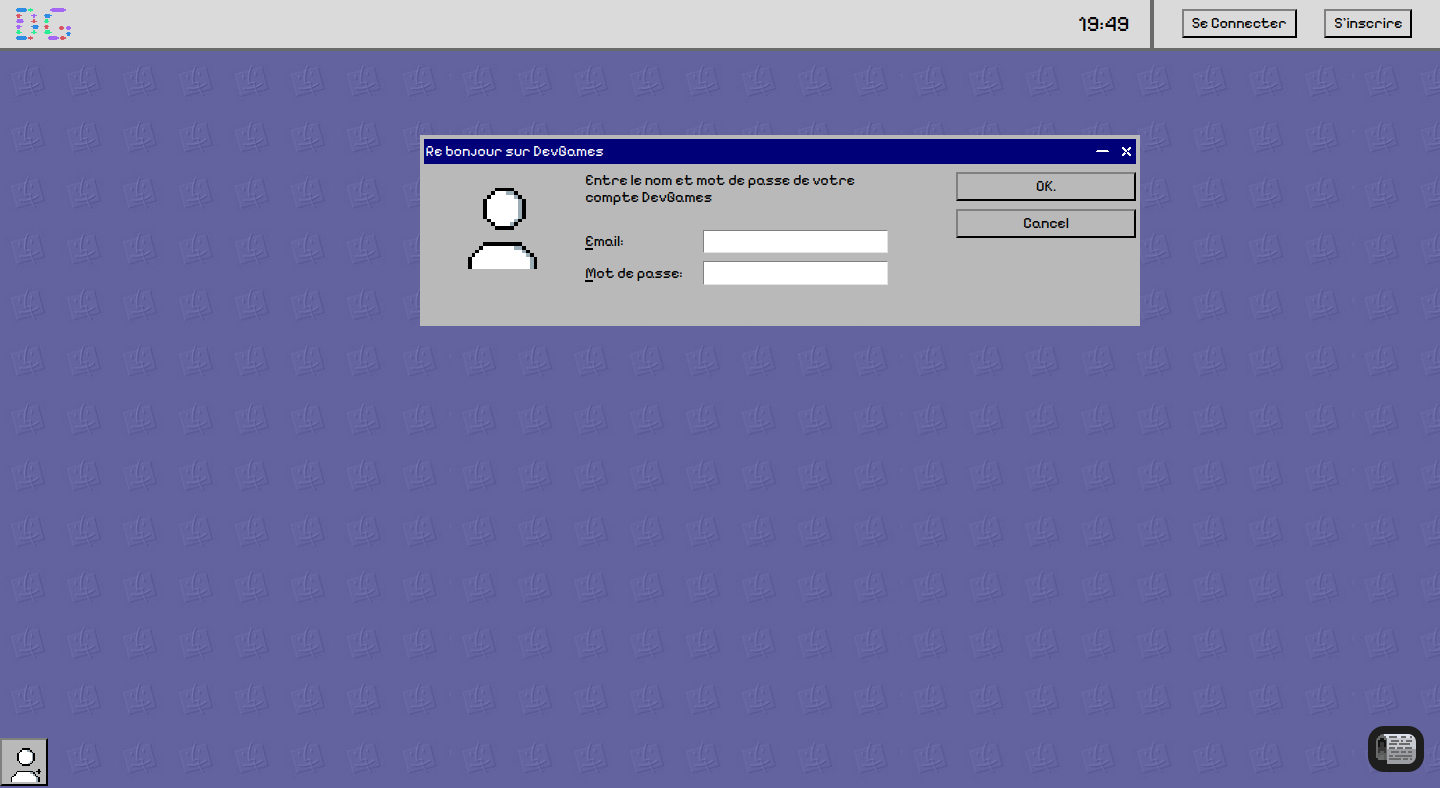 DG
19:49
Se Connecter
S'inscrire
Re bonjour sur DevGames
Entre le nom et mot de passe de votre
compte DevGames
OK.
Cancel
Email:
Mot de passe: